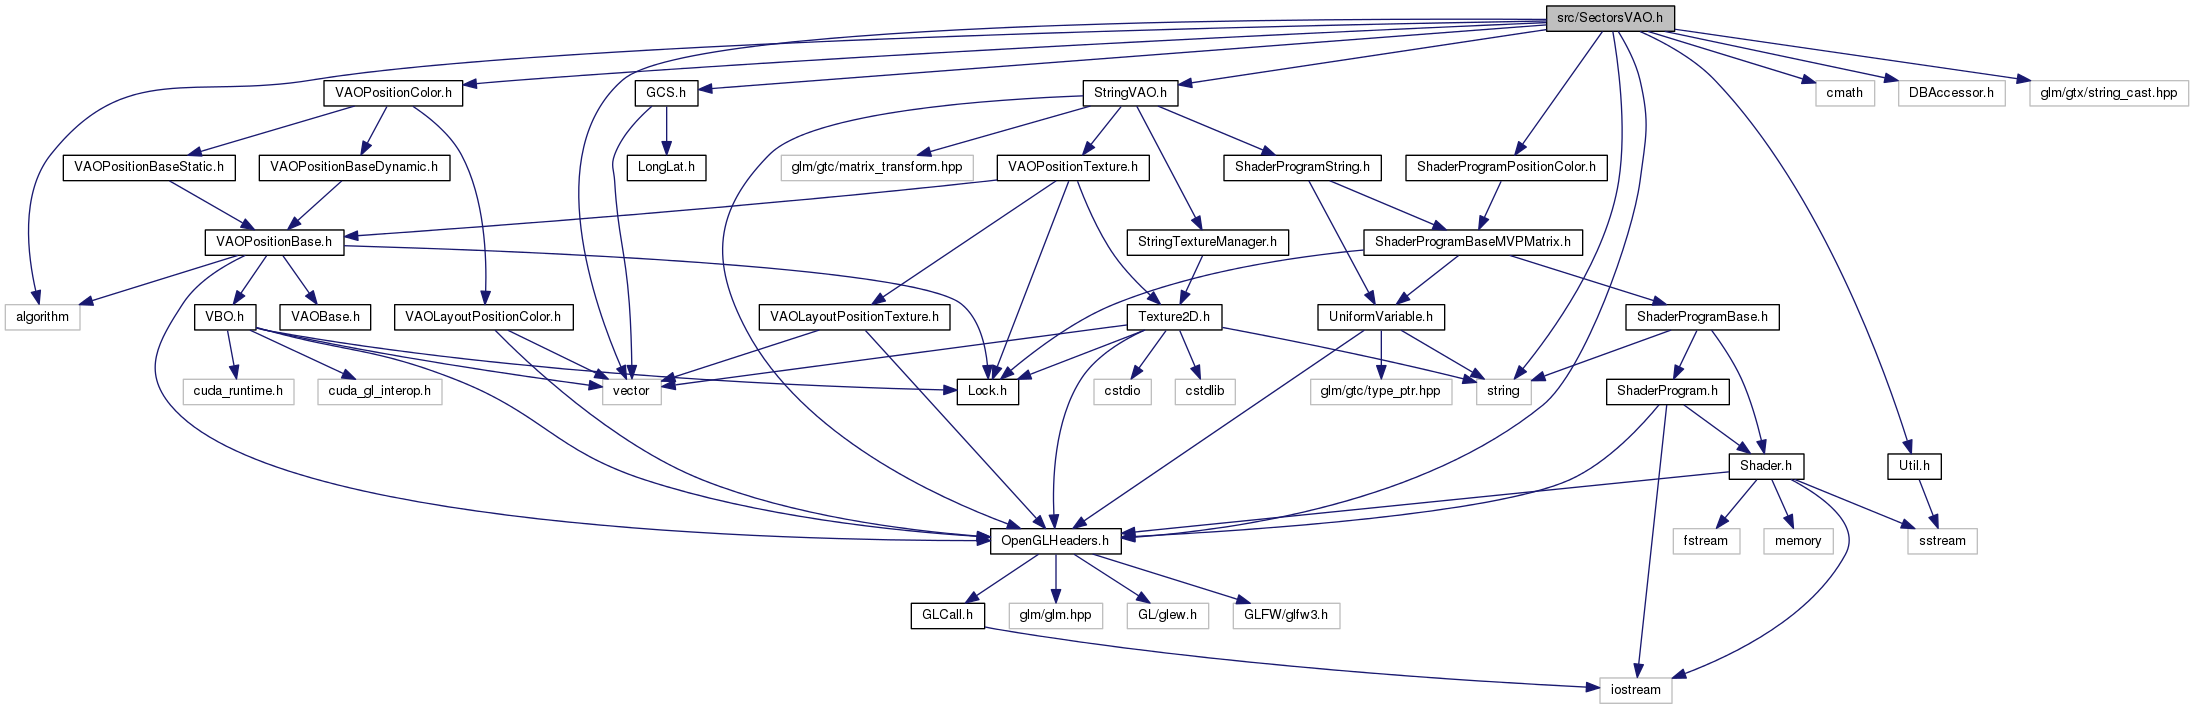 src/SectorsVAO.h
VAOPositionColor.h
GCS.h
StringVAO.h
cmath
DBAccessor.h
glm/gtx/string_cast.hpp
VAOPositionBaseStatic.h
VAOPositionBaseDynamic.h
LongLat.h
glm/gtc/matrix_transform.hpp
VAOPositionTexture.h
ShaderProgramString.h
ShaderProgramPositionColor.h
VAOPositionBase.h
StringTextureManager.h
ShaderProgramBaseMVPMatrix.h
algorithm
VBO.h
VAOBase.h
VAOLayoutPositionColor.h
VAOLayoutPositionTexture.h
Texture2D.h
UniformVariable.h
ShaderProgramBase.h
cuda_runtime.h
cuda_gl_interop.h
vector
Lock.h
cstdio
cstdlib
glm/gtc/type_ptr.hpp
string
ShaderProgram.h
Shader.h
Util.h
OpenGLHeaders.h
fstream
memory
sstream
GLCall.h
glm/glm.hpp
GL/glew.h
GLFW/glfw3.h
iostream